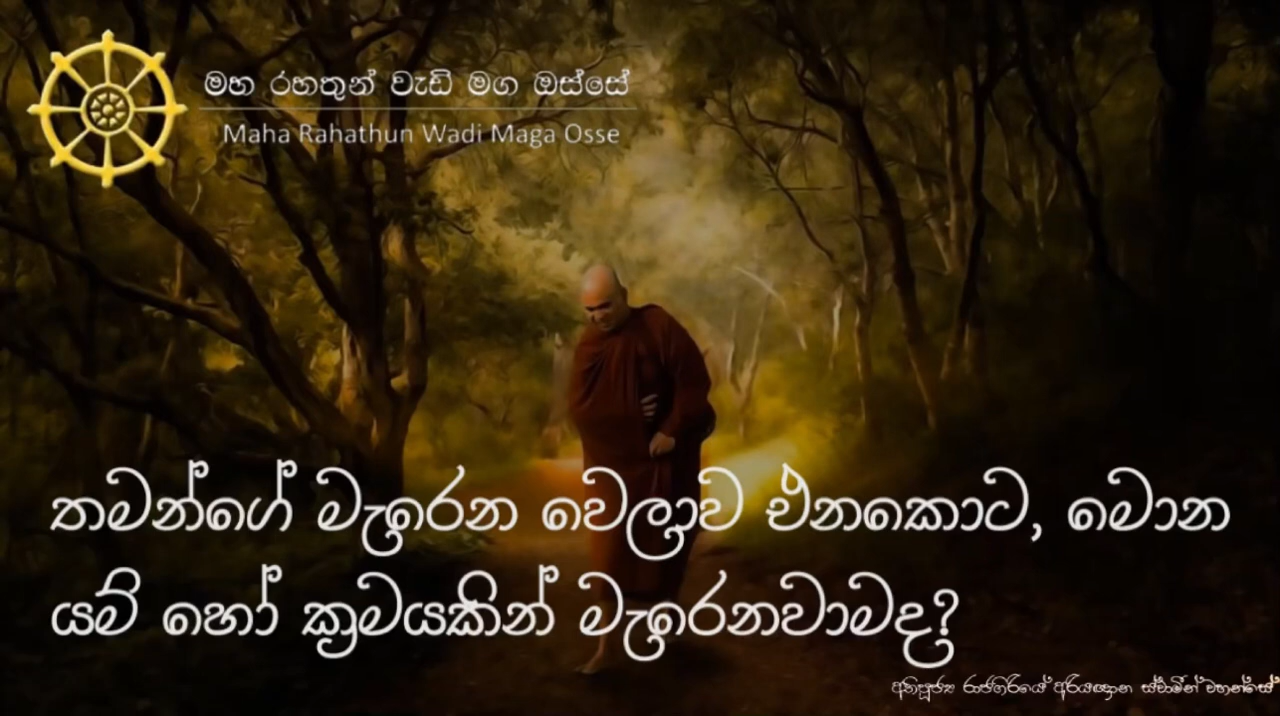 මහ රහතුන් වැඩි මග ඔස්සේ
Maha Rahathun Wadi Maga Osse
තමන්ගේ මැරෙන වෙලාව එනකොට, මොන
යම් හෝ ක්‍රමයකින් මැරෙනවාමද?
අතිපූජ්‍ය රාජගිරියේ අරියඤාන ස්වාමීන් වහන්සේ